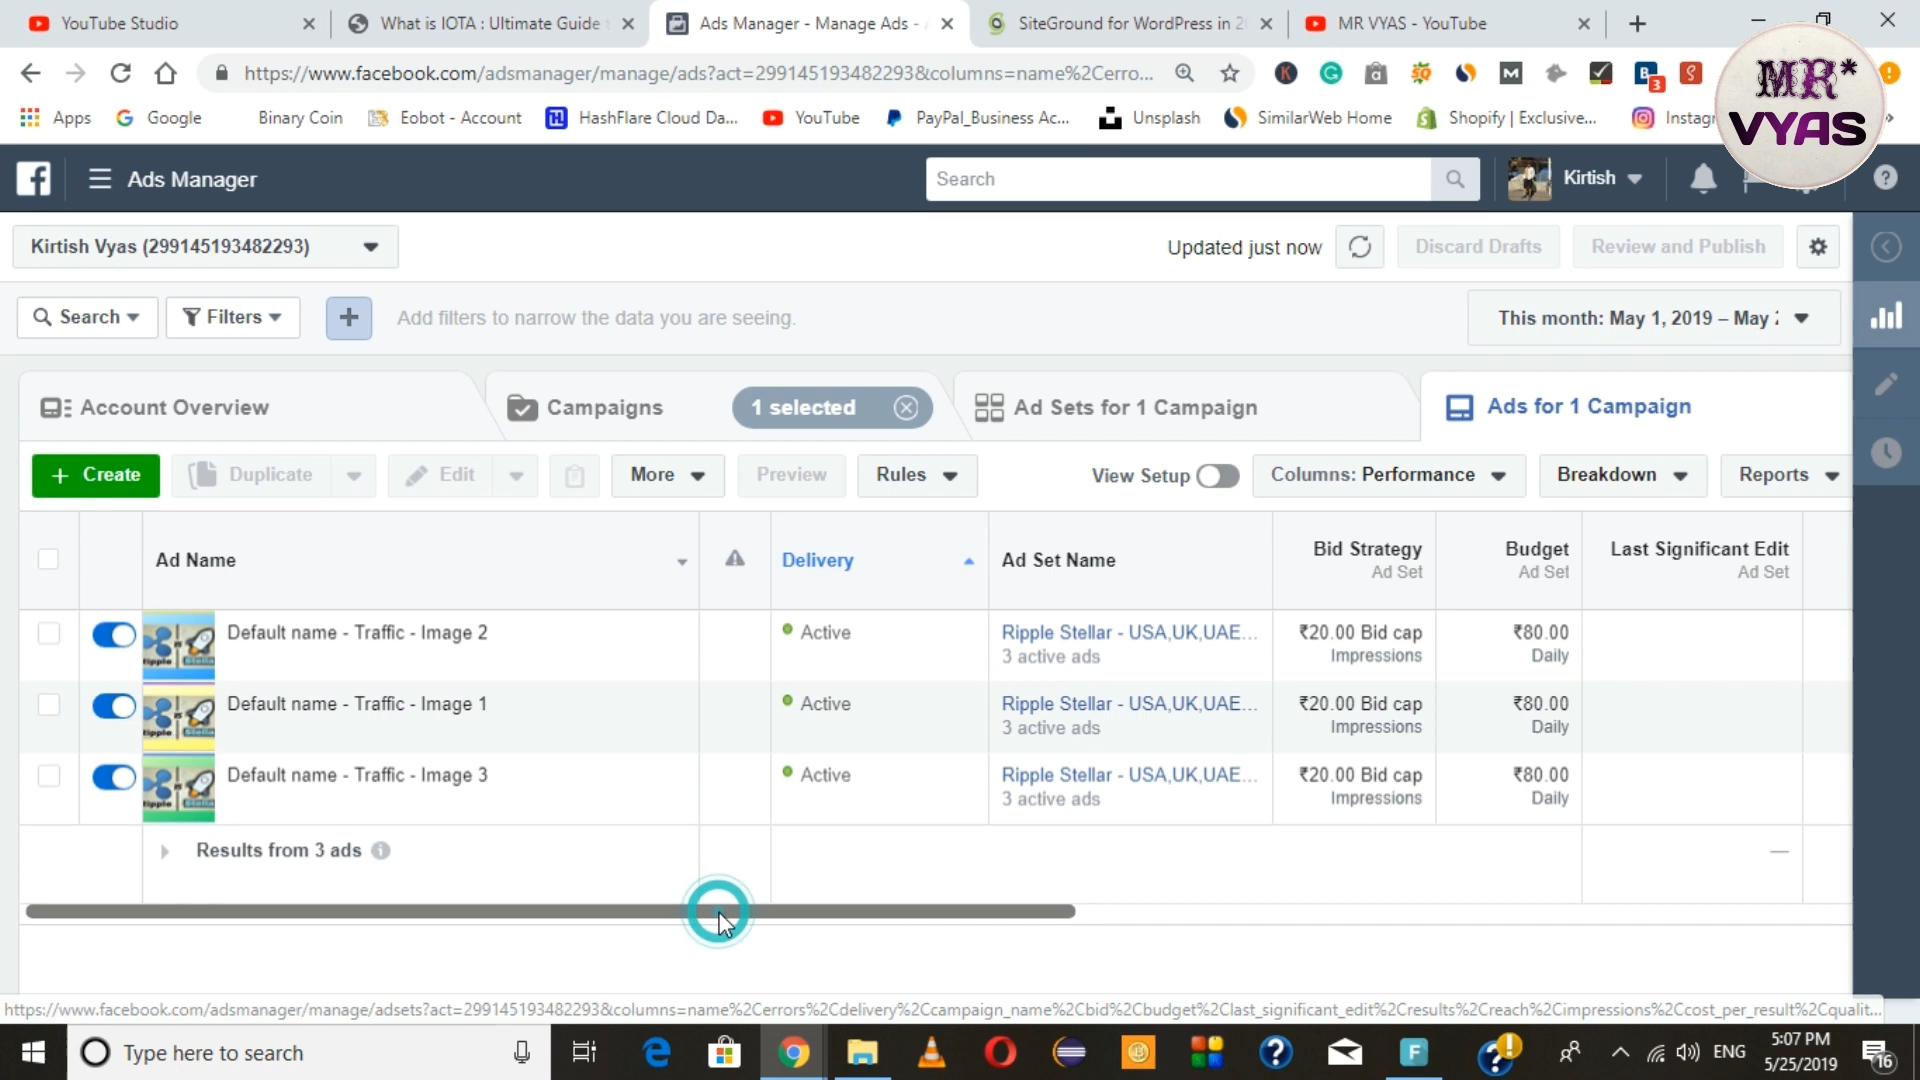 YouTube Studio
What is IOTA : Ultimate Guide
Ads Manager - Manage Ads -
SiteGround for WordPress in 2
MR VYAS - YouTube
https://www.facebook.com/adsmanager/manage/ads?act=299145193482293&columns=name%2Cerro...
3
Apps
Google
Binary Coin
Eobot - Account
HashFlare Cloud Da...
YouTube
PayPal_Business Ac...
Unsplash
SimilarWeb Home
Shopify | Exclusive...
Instagr
MR*
VYAS
Ads Manager
Search
Kirtish
Kirtish Vyas (299145193482293)
Updated just now
Discard Drafts
Review and Publish
Search
Filters
Add filters to narrow the data you are seeing.
This month: May 1, 2019 – May
Account Overview
Campaigns
1 selected
Ad Sets for 1 Campaign
Ads for 1 Campaign
+ Create
Duplicate
Edit
More
Preview
Rules
View Setup
Columns: Performance
Breakdown
Reports
Ad Name
Delivery
Ad Set Name
Bid Strategy
Ad Set
Budget
Ad Set
Last Significant Edit
Ad Set
Default name - Traffic - Image 2
Active
Ripple Stellar - USA,UK,UAE...
3 active ads
₹20.00 Bid cap
Impressions
₹80.00
Daily
Default name - Traffic - Image 1
Active
Ripple Stellar - USA,UK,UAE...
3 active ads
₹20.00 Bid cap
Impressions
₹80.00
Daily
Default name - Traffic - Image 3
Active
Ripple Stellar - USA,UK,UAE...
3 active ads
₹20.00 Bid cap
Impressions
₹80.00
Daily
Results from 3 ads
—
https://www.facebook.com/adsmanager/manage/adsets?act=299145193482293&columns=name%2Cerrors%2Cdelivery%2Ccampaign_name%2Cbid%2Cbudget%2Clast_significant_edit%2Cresults%2Creach%2Cimpressions%2Ccost_per_result%2Cqualit...
Type here to search
ENG
5:07 PM
5/25/2019
16